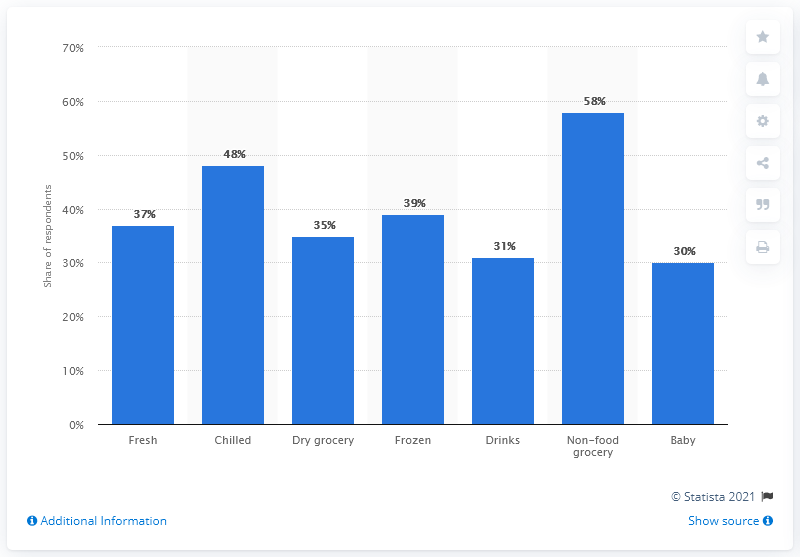 70%
60%
50%
40%
30%
20%
10%
0%
Share of respondents
37%
48%
35%
39%
31%
58%
30%
Fresh
Chilled
Dry grocery
Frozen
Drinks
Non-food
grocery
Baby
© Statista 2021
Additional Information
Show source